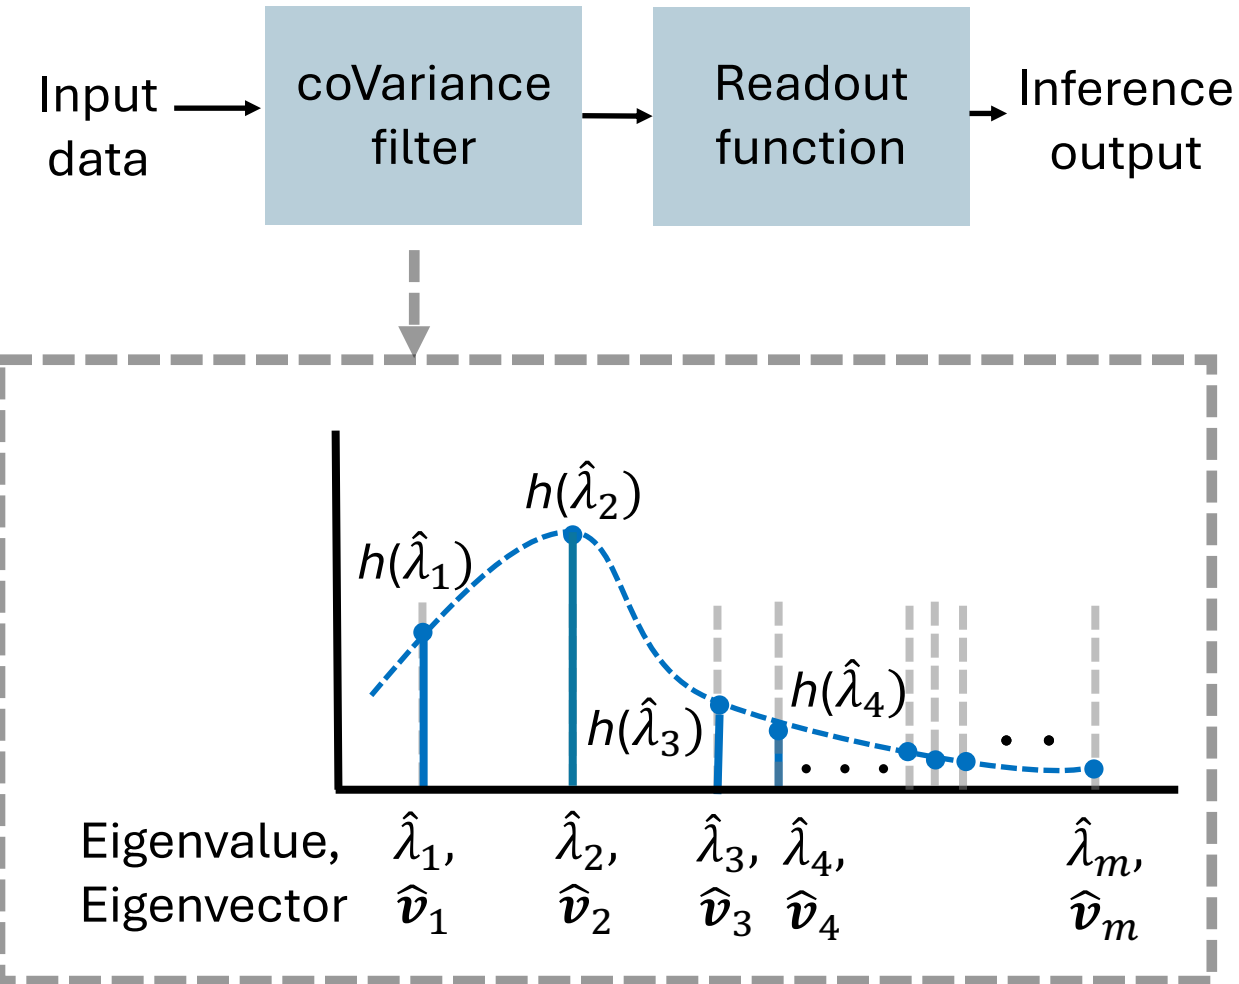 Input
data
coVariance
filter
Readout
function
Inference
output
h(λ̂₁)
h(λ̂₂)
h(λ̂₃)
h(λ̂₄)
Eigenvalue, λ̂₁, λ̂₂, λ̂₃, λ̂₄, λ̂ₘ,
Eigenvector v̂₁ v̂₂ v̂₃ v̂₄ v̂ₘ